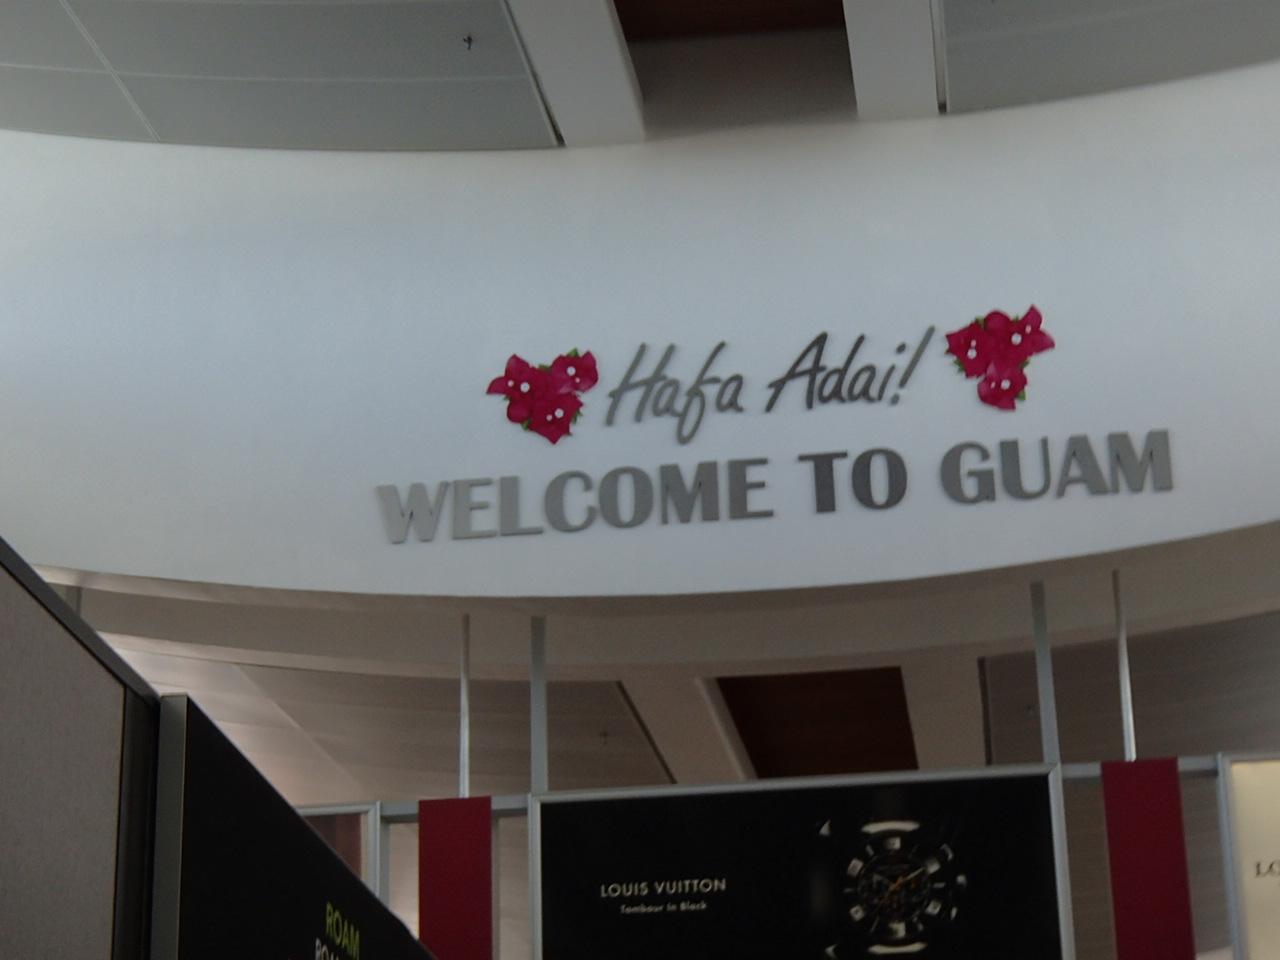 Hafa Adai!
WELCOME TO GUAM
LOUIS VUITTON
Tambour in Black
ROAM